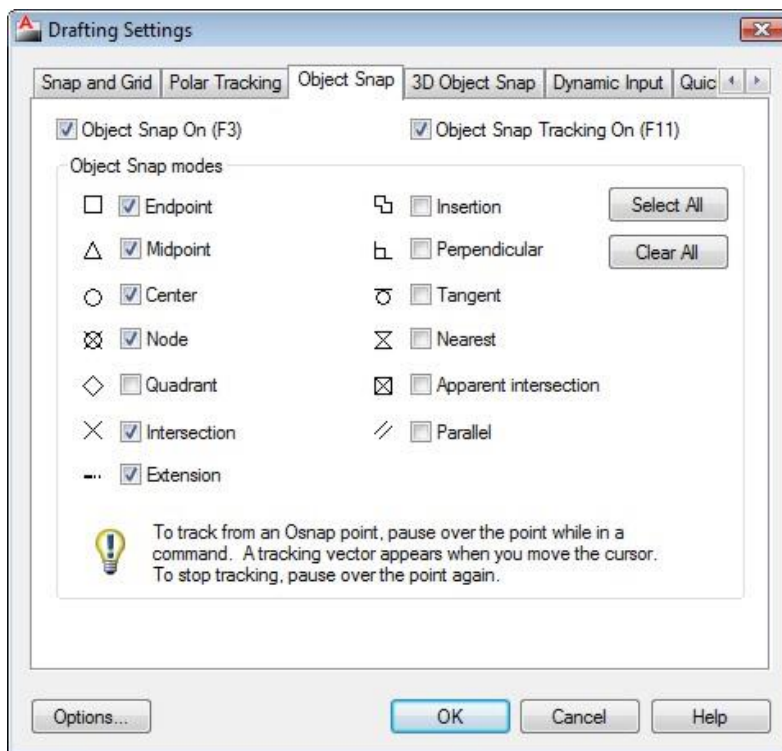 Drafting Settings
Snap and Grid Polar Tracking Object Snap 3D Object Snap Dynamic Input Quic
Object Snap On (F3) Object Snap Tracking On (F11)
Object Snap modes
Endpoint Insertion Select All
Midpoint Perpendicular Clear All
Center Tangent
Node Nearest
Quadrant Apparent intersection
Intersection Parallel
Extension
To track from an Osnap point, pause over the point while in a
command. A tracking vector appears when you move the cursor.
To stop tracking, pause over the point again.
Options... OK Cancel Help